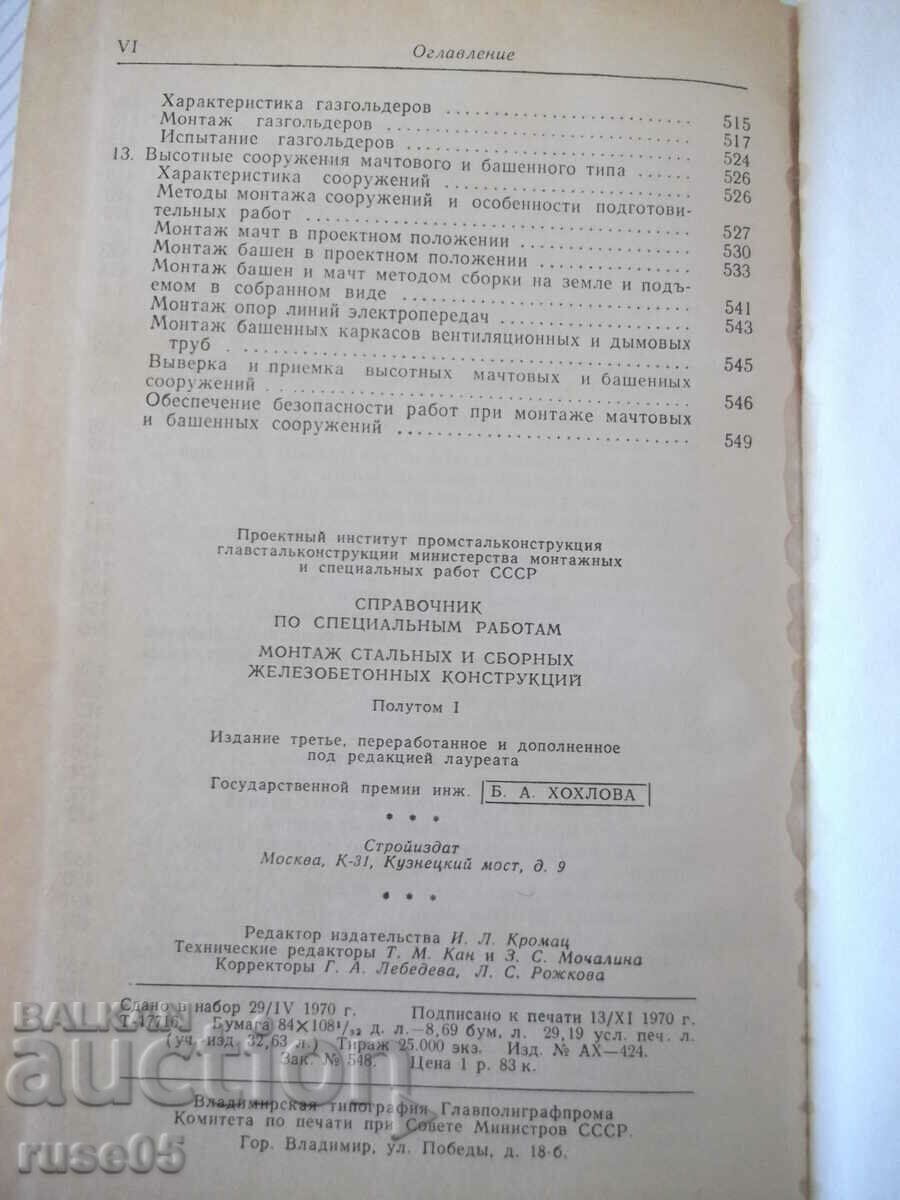 VI Оглавление
Характеристика газгольдеров . . . . . . . . . . . . . . . . . . 515
Монтаж газгольдеров . . . . . . . . . . . . . . . . . . . . . . 517
Испытание газгольдеров . . . . . . . . . . . . . . . . . . . . 524
13. Высотные сооружения мачтового и башенного типа . . . . . 526
Характеристика сооружений . . . . . . . . . . . . . . . . . . 526
Методы монтажа сооружений и особенности подготови-
тельных работ . . . . . . . . . . . . . . . . . . . . . . . . . 527
Монтаж мачт в проектном положении . . . . . . . . . . . . . 530
Монтаж башен в проектном положении . . . . . . . . . . . . 533
Монтаж башен и мачт методом сборки на земле и подъ-
емом в собранном виде . . . . . . . . . . . . . . . . . . . . 541
Монтаж опор линий электропередач . . . . . . . . . . . . . 543
Монтаж башенных каркасов вентиляционных и дымовых
труб . . . . . . . . . . . . . . . . . . . . . . . . . . . . . . 545
Выверка и приемка высотных мачтовых и башенных
сооружений . . . . . . . . . . . . . . . . . . . . . . . . . . 546
Обеспечение безопасности работ при монтаже мачтовых
и башенных сооружений . . . . . . . . . . . . . . . . . . . 549
Проектный институт промстальконструкция
главстальконструкции министерства монтажных
и специальных работ СССР
СПРАВОЧНИК
ПО СПЕЦИАЛЬНЫМ РАБОТАМ
МОНТАЖ СТАЛЬНЫХ И СБОРНЫХ
ЖЕЛЕЗОБЕТОННЫХ КОНСТРУКЦИЙ
Полутом I
Издание третье, переработанное и дополненное
под редакцией лауреата
Государственной премии инж. Б. А. ХОХЛОВА
* * *
Стройиздат
Москва, К-31, Кузнецкий мост, д. 9
* * *
Редактор издательства И. Л. Кромац
Технические редакторы Т. М. Кан и З. С. Мочалина
Корректоры Г. А. Лебедева, Л. С. Рожкова
Сдано в набор 29/IV 1970 г. Подписано к печати 13/XI 1970 г.
Т-17716. Бумага 84×108¹/₃₂ д. л.—8,69 бум. л. 29,19 усл. печ. л.
(уч. изд. 32,63 л.) Тираж 25.000 экз. Изд. № АХ—424.
Зак. № 548. Цена 1 р. 83 к.
Владимирская типография Главполиграфпрома
Комитета по печати при Совете Министров СССР.
Гор. Владимир, ул. Победы, д. 18-б.
BALKAN
auction
ruse05